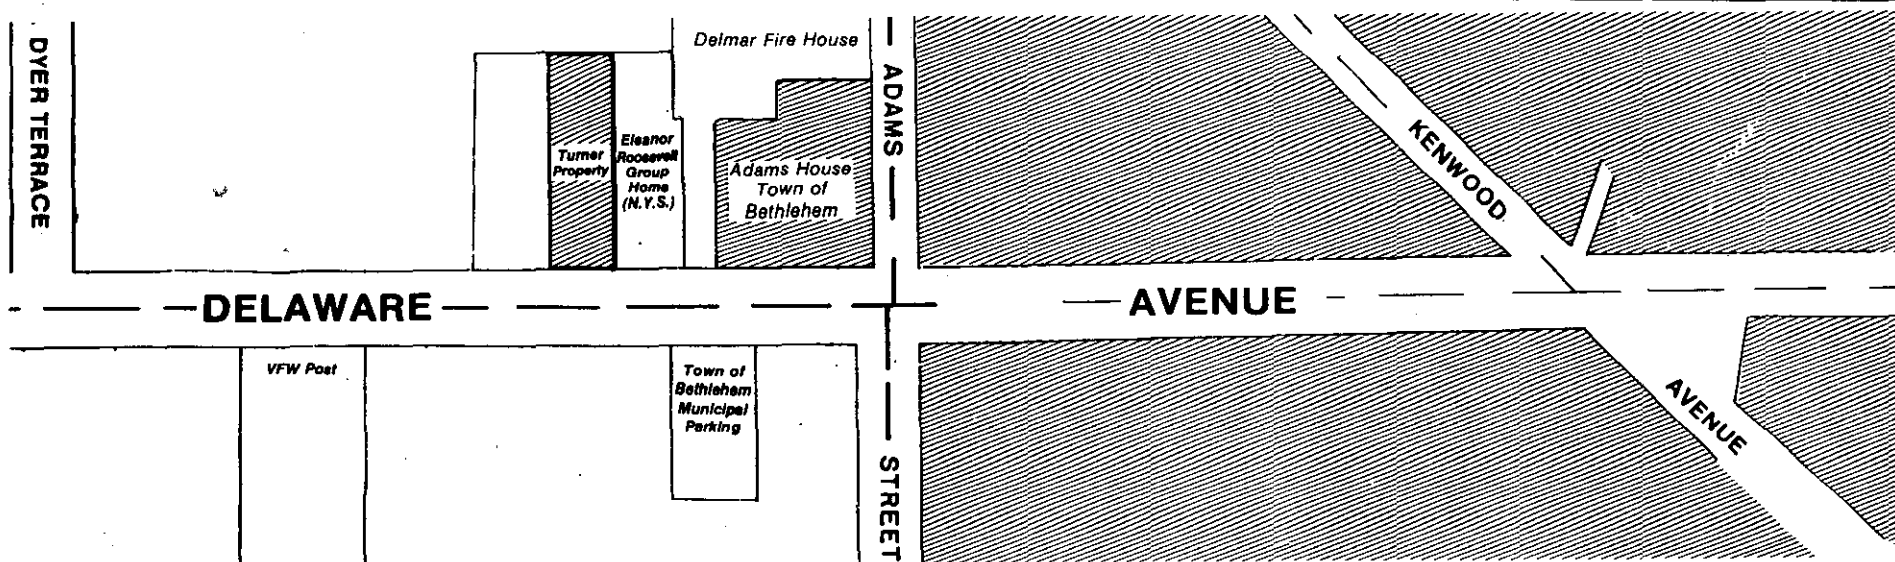 DYER TERRACE
Delmar Fire House
ADAMS
KENWOOD
Turner
Property
Eleanor
Roosevelt
Group
Home
(N.Y.S.)
Adams House
Town of
Bethlehem
DELAWARE
AVENUE
VFW Post
Town of
Bethlehem
Municipal
Parking
STREET
AVENUE